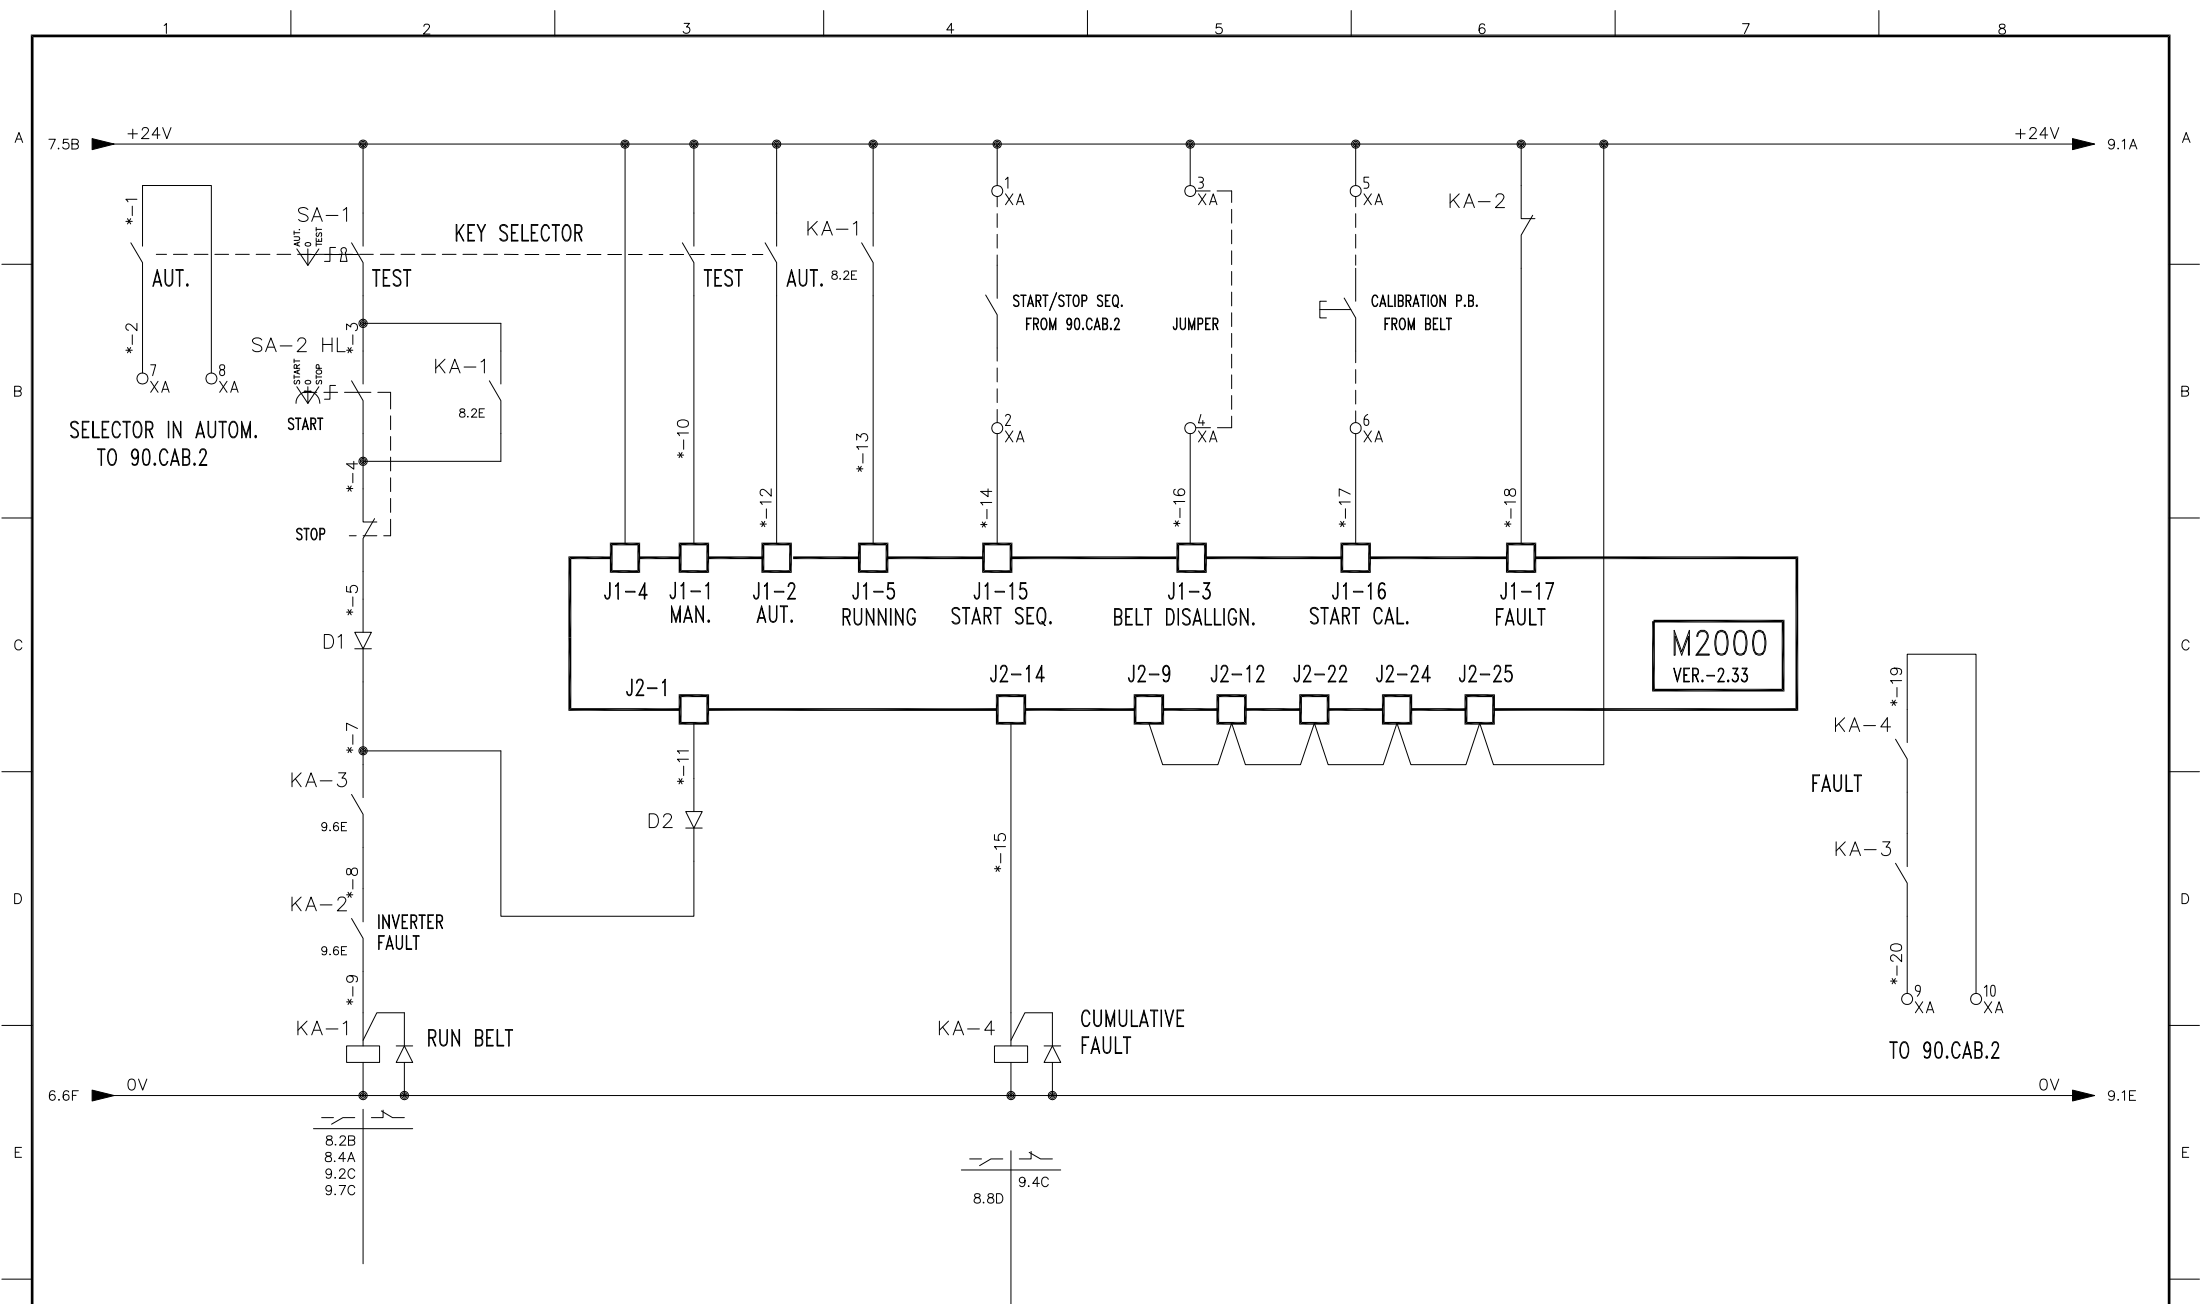 1 2 3 4 5 6 7 8
A 7.5B +24V +24V 9.1A A
*-1
SA-1
AUT.
0
TEST
KEY SELECTOR
KA-1
8.2E
1
XA
3
XA
5
XA
KA-2
AUT.
TEST
TEST
AUT.
*-2
*-3
START/STOP SEQ.
FROM 90.CAB.2
JUMPER
CALIBRATION P.B.
FROM BELT
SA-2 HL
START
0
STOP
KA-1
8.2E
7
XA
8
XA
B B
START
SELECTOR IN AUTOM.
TO 90.CAB.2
2
XA
4
XA
6
XA
*-4
*-10
*-12
*-13
*-14
*-16
*-17
*-18
STOP
*-5
J1-4 J1-1 J1-2 J1-5 J1-15 J1-3 J1-16 J1-17
MAN. AUT. RUNNING START SEQ. BELT DISALLIGN. START CAL. FAULT
D1
C C
M2000
VER.-2.33
J2-1 J2-14 J2-9 J2-12 J2-22 J2-24 J2-25
*-19
*-7
*-11
KA-4
KA-3
9.6E
FAULT
D2
*-15
KA-3
*-8
D D
KA-2
INVERTER
FAULT
9.6E
*-9
*-20
9
XA
10
XA
KA-1
RUN BELT
KA-4
CUMULATIVE
FAULT
TO 90.CAB.2
6.6F 0V 0V 9.1E
E E
8.2B
8.4A
9.2C
9.7C
8.8D
9.4C